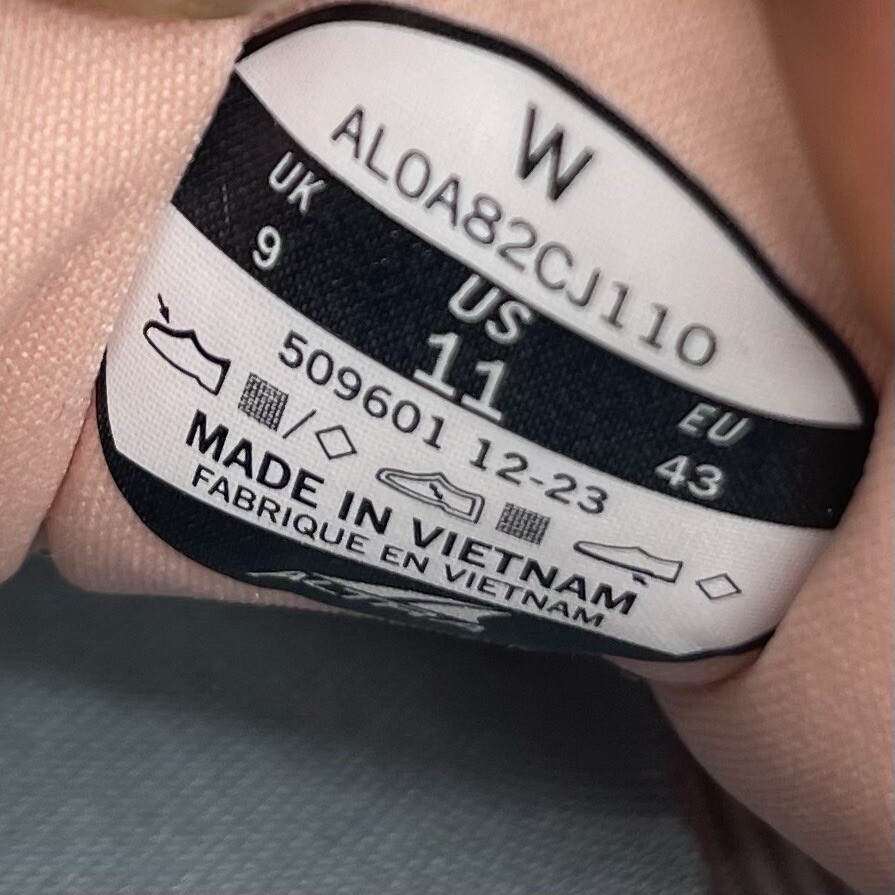 W
AL0A82CJ110
UK US EU
9 11 43
509601 12-23
/
MADE IN VIETNAM
FABRIQUE EN VIETNAM